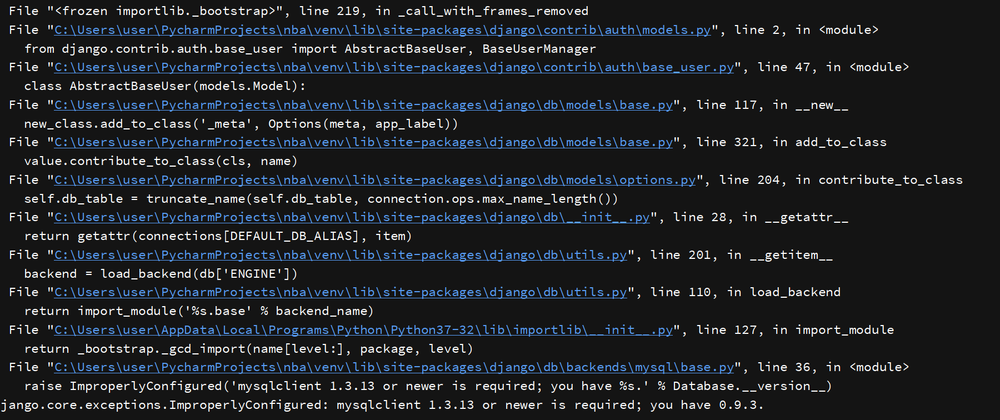 File "<frozen importlib._bootstrap>", line 219, in _call_with_frames_removed
File "C:\Users\user\PycharmProjects\nba\venv\lib\site-packages\django\contrib\auth\models.py", line 2, in <module>
from django.contrib.auth.base_user import AbstractBaseUser, BaseUserManager
File "C:\Users\user\PycharmProjects\nba\venv\lib\site-packages\django\contrib\auth\base_user.py", line 47, in <module>
class AbstractBaseUser(models.Model):
File "C:\Users\user\PycharmProjects\nba\venv\lib\site-packages\django\db\models\base.py", line 117, in __new__
new_class.add_to_class('_meta', Options(meta, app_label))
File "C:\Users\user\PycharmProjects\nba\venv\lib\site-packages\django\db\models\base.py", line 321, in add_to_class
value.contribute_to_class(cls, name)
File "C:\Users\user\PycharmProjects\nba\venv\lib\site-packages\django\db\models\options.py", line 204, in contribute_to_class
self.db_table = truncate_name(self.db_table, connection.ops.max_name_length())
File "C:\Users\user\PycharmProjects\nba\venv\lib\site-packages\django\db\__init__.py", line 28, in __getattr__
return getattr(connections[DEFAULT_DB_ALIAS], item)
File "C:\Users\user\PycharmProjects\nba\venv\lib\site-packages\django\db\utils.py", line 201, in __getitem__
backend = load_backend(db['ENGINE'])
File "C:\Users\user\PycharmProjects\nba\venv\lib\site-packages\django\db\utils.py", line 110, in load_backend
return import_module('%s.base' % backend_name)
File "C:\Users\user\AppData\Local\Programs\Python\Python37-32\lib\importlib\__init__.py", line 127, in import_module
return _bootstrap._gcd_import(name[level:], package, level)
File "C:\Users\user\PycharmProjects\nba\venv\lib\site-packages\django\db\backends\mysql\base.py", line 36, in <module>
raise ImproperlyConfigured('mysqlclient 1.3.13 or newer is required; you have %s.' % Database.__version__)
jango.core.exceptions.ImproperlyConfigured: mysqlclient 1.3.13 or newer is required; you have 0.9.3.